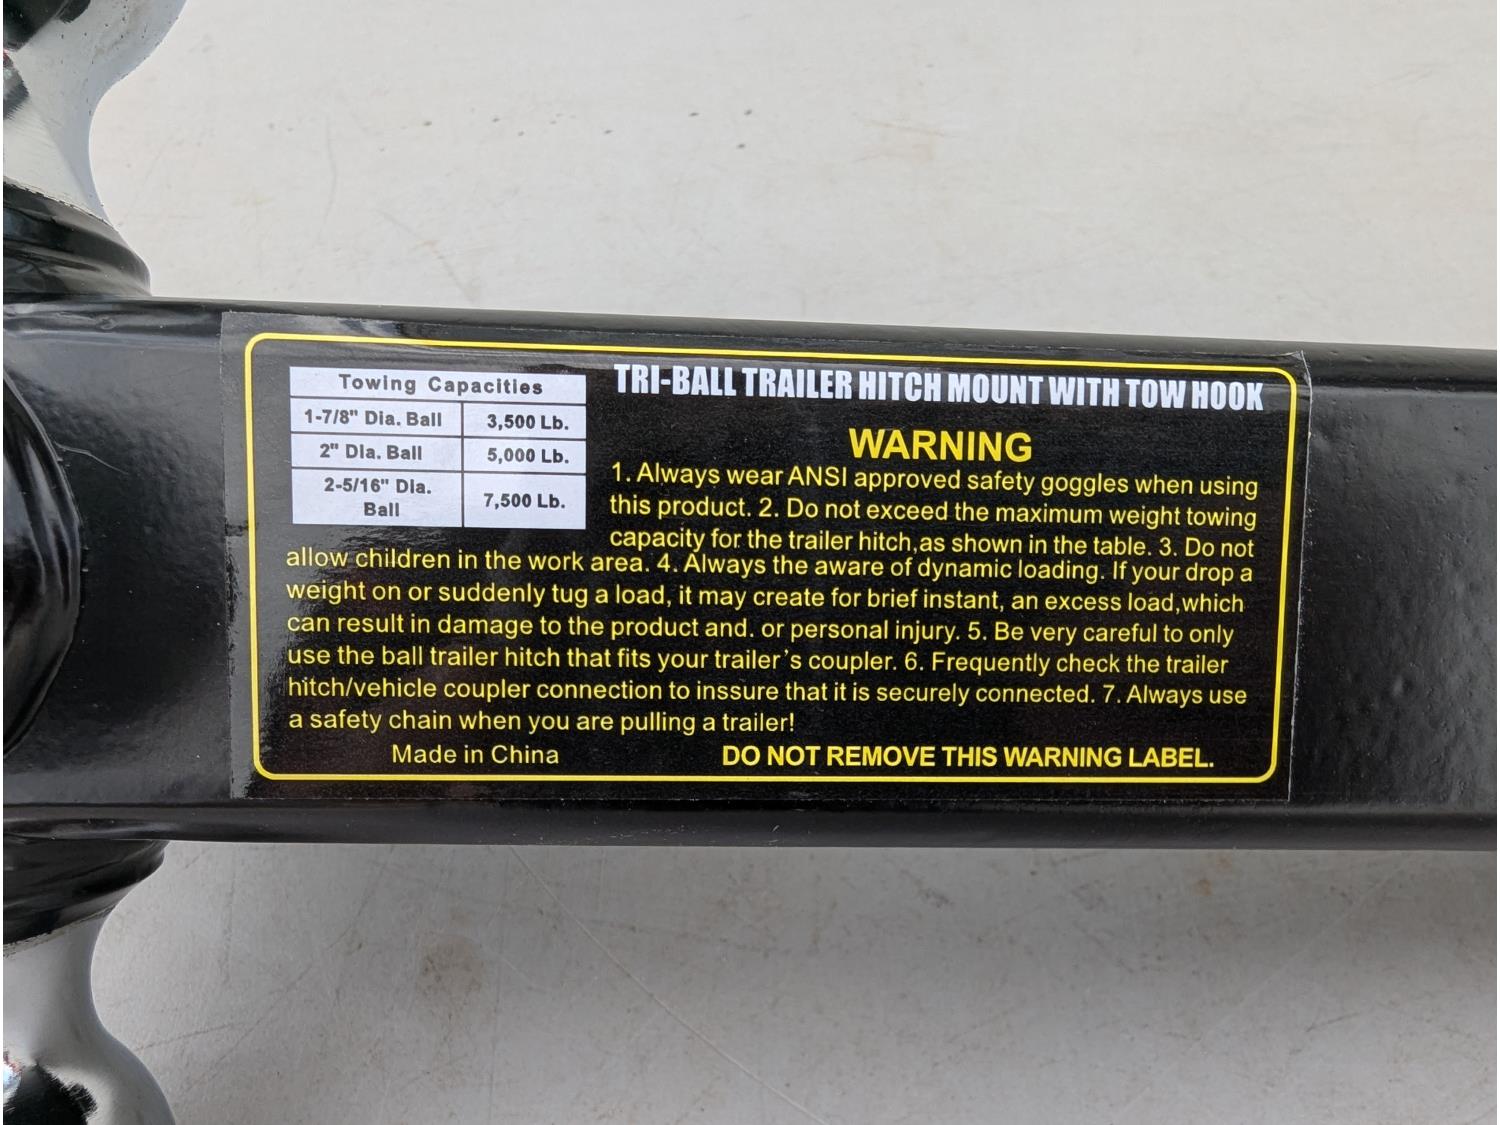 Towing Capacities
1-7/8" Dia. Ball 3,500 Lb.
2" Dia. Ball 5,000 Lb.
2-5/16" Dia.
Ball 7,500 Lb.
TRI-BALL TRAILER HITCH MOUNT WITH TOW HOOK
WARNING
1. Always wear ANSI approved safety goggles when using
this product. 2. Do not exceed the maximum weight towing
capacity for the trailer hitch,as shown in the table. 3. Do not
allow children in the work area. 4. Always the aware of dynamic loading. If your drop a
weight on or suddenly tug a load, it may create for brief instant, an excess load,which
can result in damage to the product and. or personal injury. 5. Be very careful to only
use the ball trailer hitch that fits your trailer's coupler. 6. Frequently check the trailer
hitch/vehicle coupler connection to inssure that it is securely connected. 7. Always use
a safety chain when you are pulling a trailer!
Made in China
DO NOT REMOVE THIS WARNING LABEL.